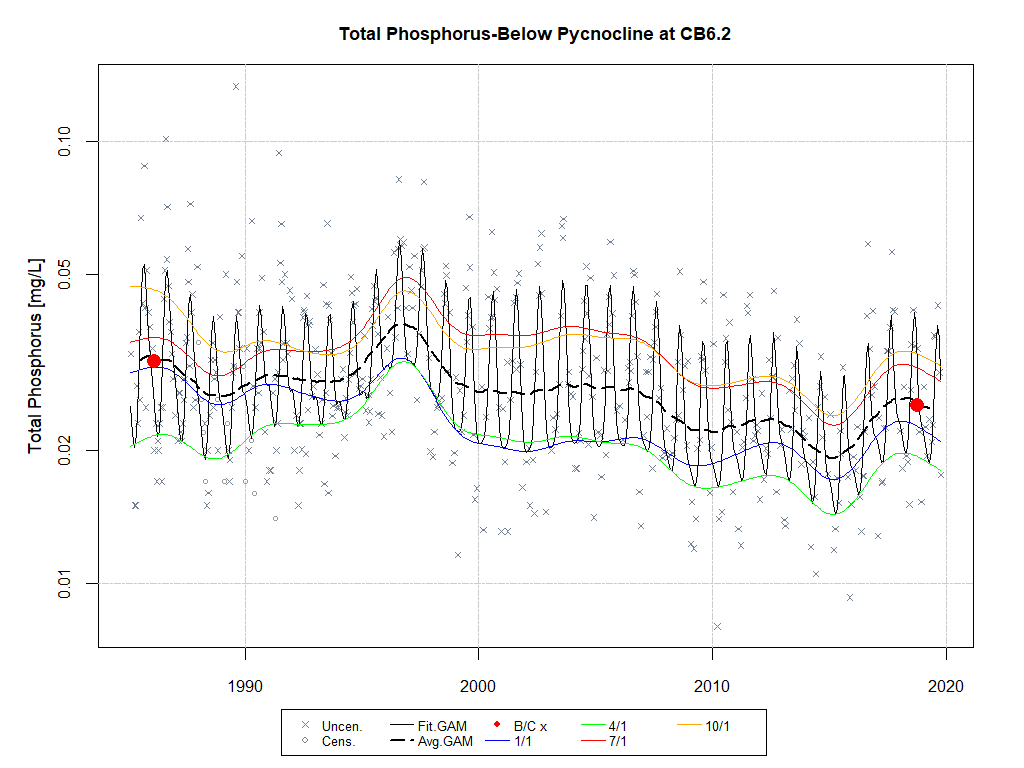 Total Phosphorus-Below Pycnocline at CB6.2
Total Phosphorus [mg/L]
0.10
0.05
0.02
0.01
1990 2000 2010 2020
Uncen. Fit.GAM B/C x 4/1 10/1
Cens. Avg.GAM 1/1 7/1